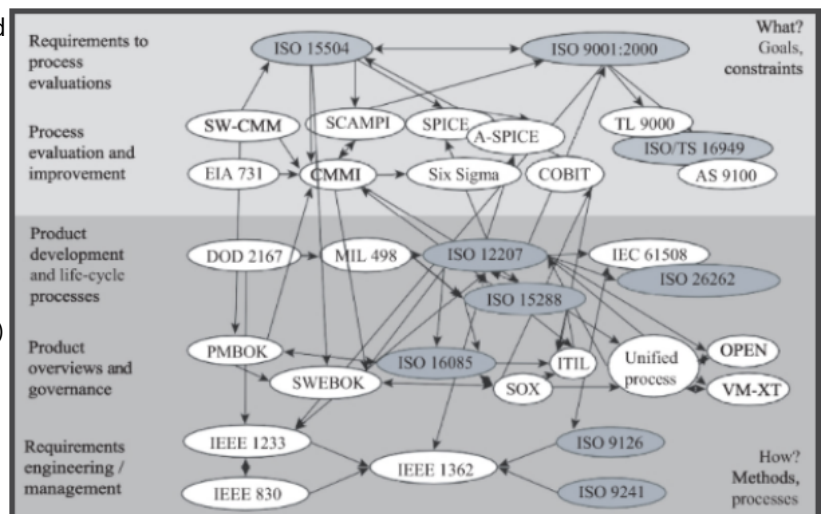 d
Requirements to
process
evaluations
ISO 15504
ISO 9001:2000
What?
Goals,
constraints
Process
evaluation and
improvement
SW-CMM
SCAMPI
SPICE
A-SPICE
TL 9000
ISO/TS 16949
AS 9100
EIA 731
CMMI
Six Sigma
COBIT
Product
development
and life-cycle
processes
DOD 2167
MIL 498
ISO 12207
IEC 61508
ISO 26262
ISO 15288
)
Product
overviews and
governance
PMBOK
SWEBOK
ISO 16085
SOX
ITIL
Unified
process
OPEN
VM-XT
Requirements
engineering /
management
IEEE 1233
IEEE 830
IEEE 1362
ISO 9126
ISO 9241
How?
Methods,
processes